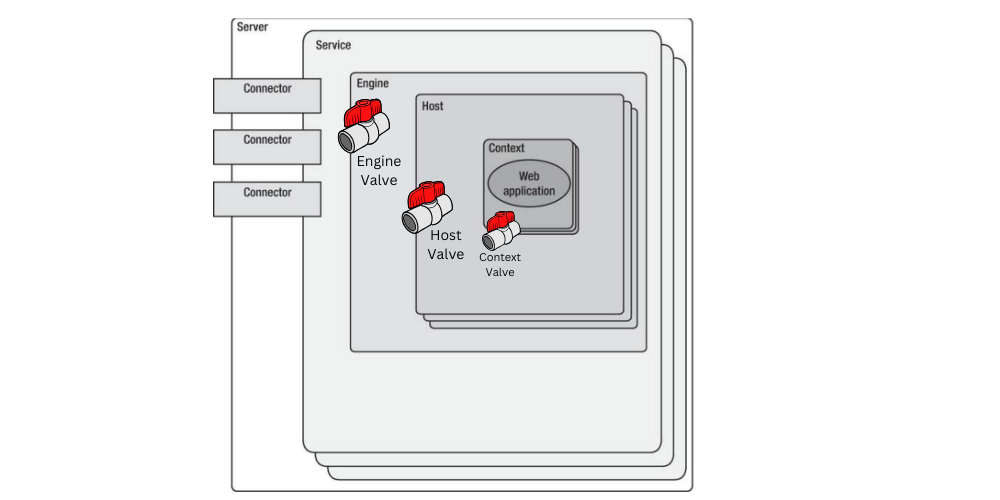 Server
Service
Connector
Engine
Host
Connector
Context
Engine
Valve
Web
application
Connector
Host
Valve
Context
Valve